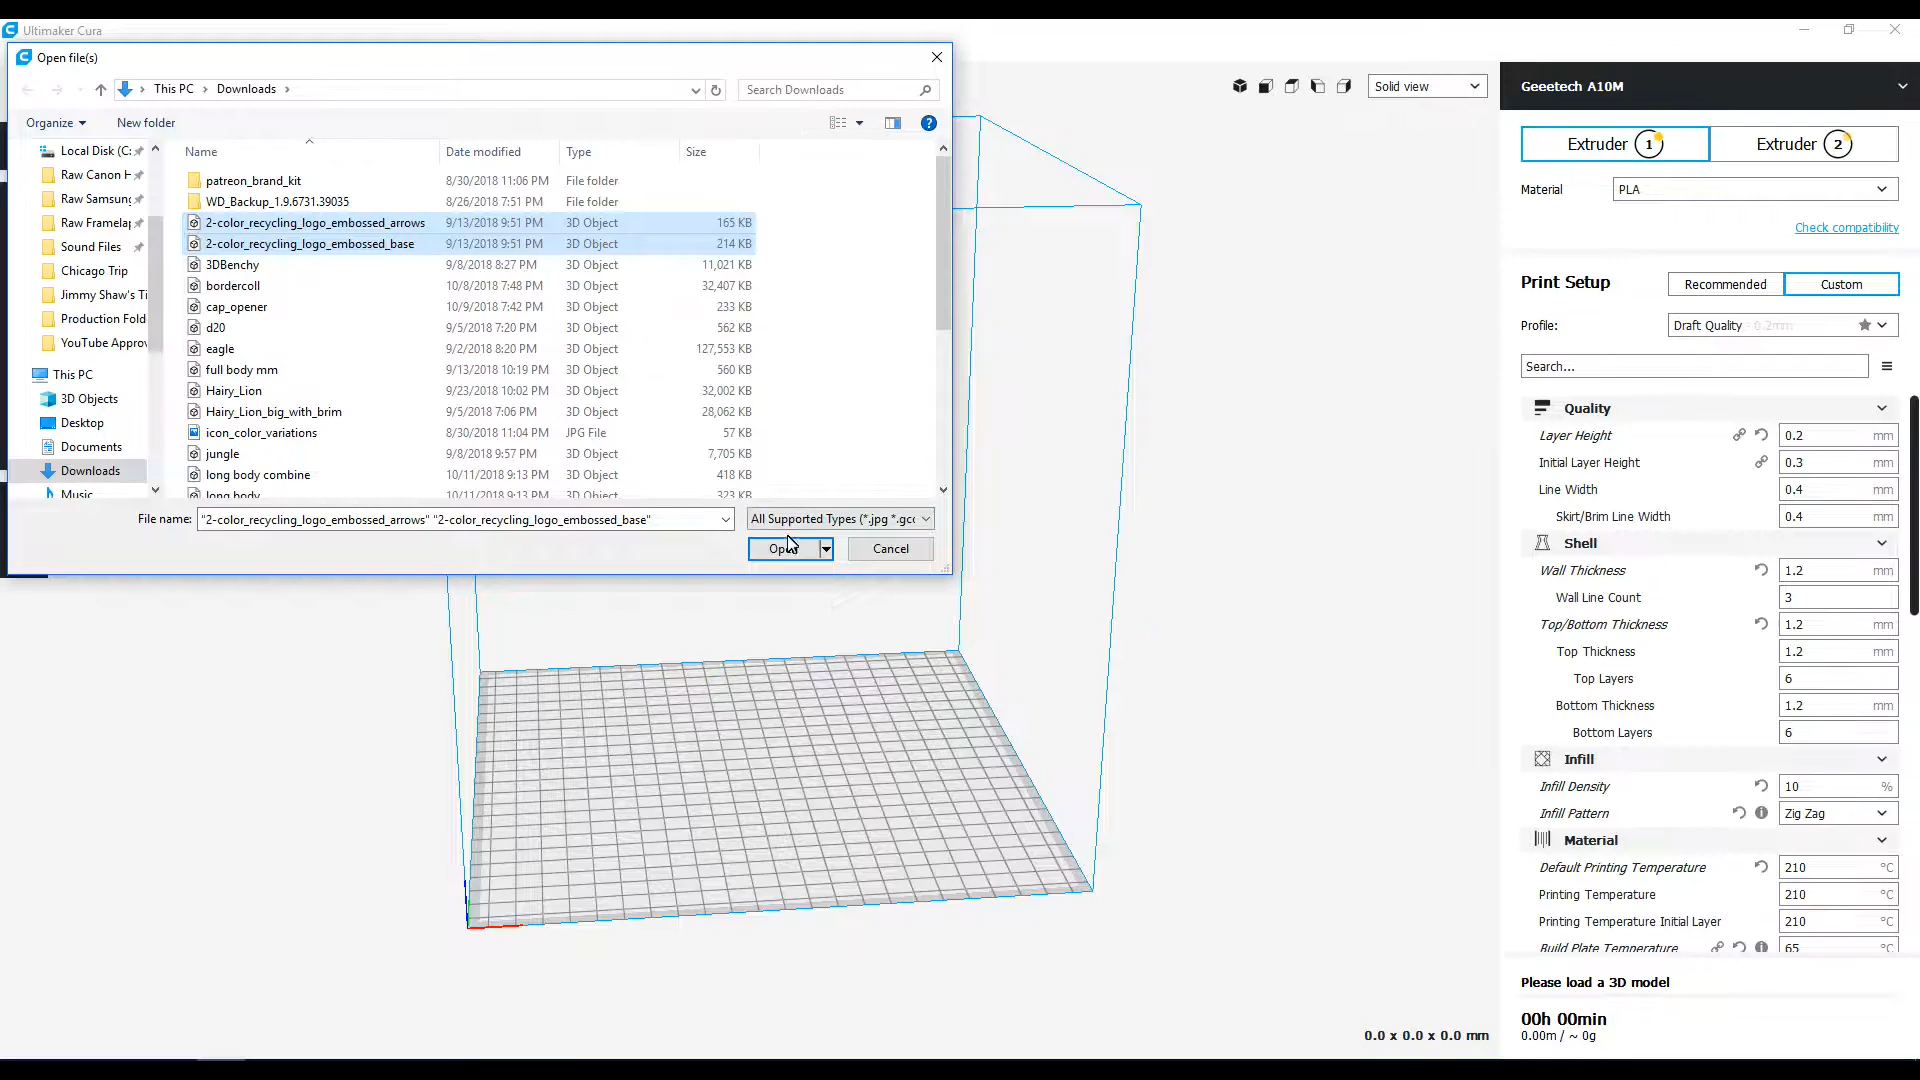 Ultimaker Cura
Open file(s)
This PC Downloads
Search Downloads
Organize New folder
Name Date modified Type Size
Local Disk (C:
Raw Canon H
Raw Samsung
Raw Framelap
Sound Files
Chicago Trip
Jimmy Shaw's Ti
Production Fold
YouTube Approv
This PC
3D Objects
Desktop
Documents
Downloads
Music
patreon_brand_kit 8/30/2018 11:06 PM File folder
WD_Backup_1.9.6731.39035 8/26/2018 7:51 PM File folder
2-color_recycling_logo_embossed_arrows 9/13/2018 9:51 PM 3D Object 165 KB
2-color_recycling_logo_embossed_base 9/13/2018 9:51 PM 3D Object 214 KB
3DBenchy 9/8/2018 8:27 PM 3D Object 11,021 KB
bordercoll 10/8/2018 7:48 PM 3D Object 32,407 KB
cap_opener 10/9/2018 7:42 PM 3D Object 233 KB
d20 9/5/2018 7:20 PM 3D Object 562 KB
eagle 9/2/2018 8:20 PM 3D Object 127,553 KB
full body mm 9/13/2018 10:19 PM 3D Object 560 KB
Hairy_Lion 9/23/2018 10:02 PM 3D Object 32,002 KB
Hairy_Lion_big_with_brim 9/5/2018 7:06 PM 3D Object 28,062 KB
icon_color_variations 8/30/2018 11:04 PM JPG File 57 KB
jungle 9/8/2018 9:57 PM 3D Object 7,705 KB
long body combine 10/11/2018 9:13 PM 3D Object 418 KB
long body 10/11/2018 9:13 PM 3D Object 323 KB
File name: "2-color_recycling_logo_embossed_arrows" "2-color_recycling_logo_embossed_base"
All Supported Types (*.jpg *.gco
Open Cancel
Solid view
Geeetech A10M
Extruder 1 Extruder 2
Material PLA
Check compatibility
Print Setup Recommended Custom
Profile: Draft Quality - 0.2mm
Search...
Quality
Layer Height 0.2 mm
Initial Layer Height 0.3 mm
Line Width 0.4 mm
Skirt/Brim Line Width 0.4 mm
Shell
Wall Thickness 1.2 mm
Wall Line Count 3
Top/Bottom Thickness 1.2 mm
Top Thickness 1.2 mm
Top Layers 6
Bottom Thickness 1.2 mm
Bottom Layers 6
Infill
Infill Density 10 %
Infill Pattern Zig Zag
Material
Default Printing Temperature 210 °C
Printing Temperature 210 °C
Printing Temperature Initial Layer 210 °C
Build Plate Temperature 65 °C
Please load a 3D model
00h 00min
0.00m / ~ 0g
0.0 x 0.0 x 0.0 mm